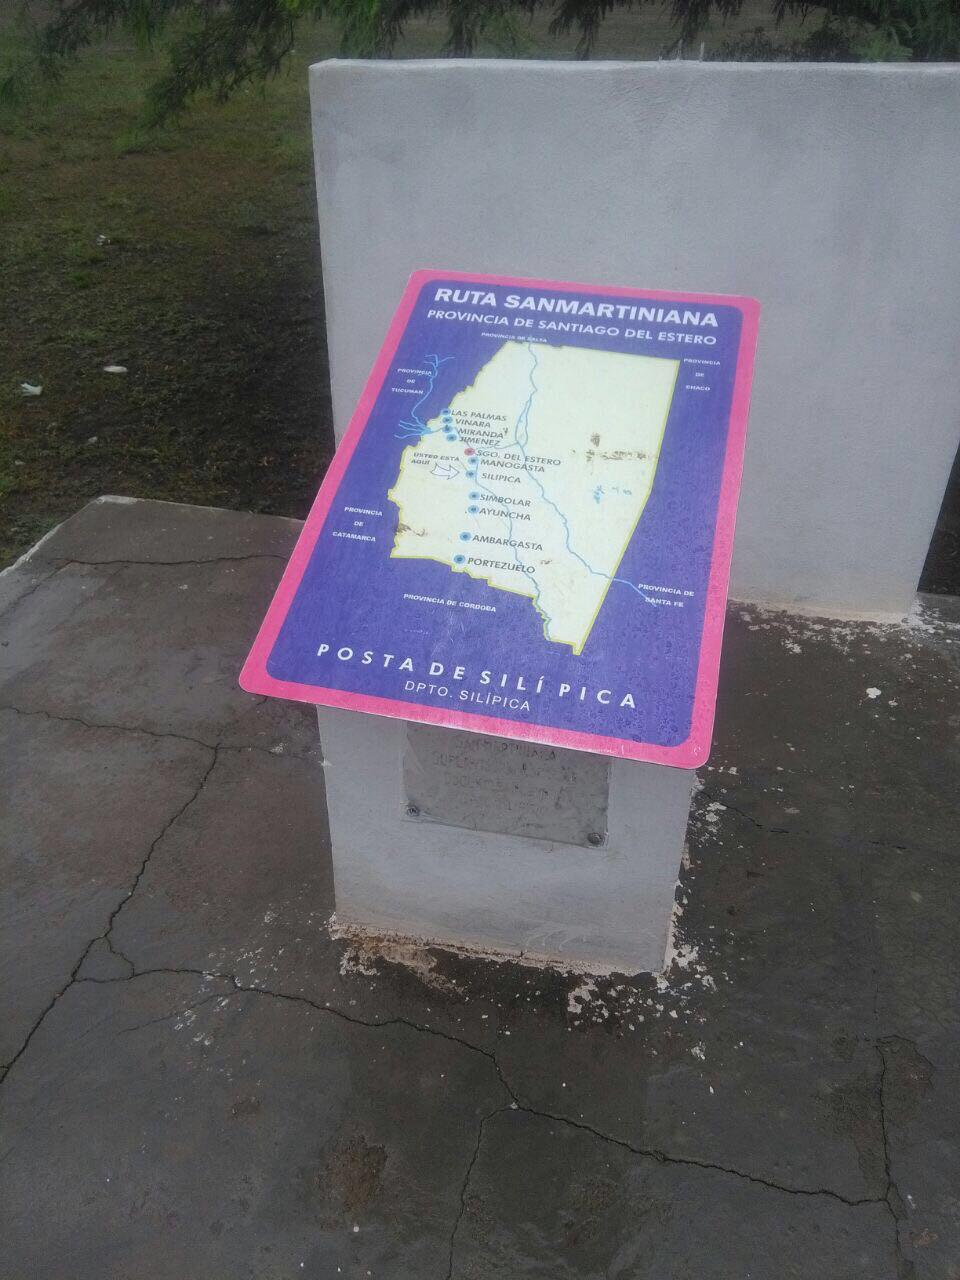 RUTA SANMARTINIANA
PROVINCIA DE SANTIAGO DEL ESTERO
PROVINCIA DE SALTA
PROVINCIA
DE
CHACO
PROVINCIA
DE
TUCUMAN
LAS PALMAS
VINARA
MIRANDA
JIMENEZ
SGO. DEL ESTERO
MANOGASTA
USTED ESTA
AQUÍ
SILIPICA
SIMBOLAR
AYUNCHA
PROVINCIA
DE
CATAMARCA
AMBARGASTA
PORTEZUELO
PROVINCIA DE
SANTA FE
PROVINCIA DE CORDOBA
POSTA DE SILÍPICA
DPTO. SILÍPICA